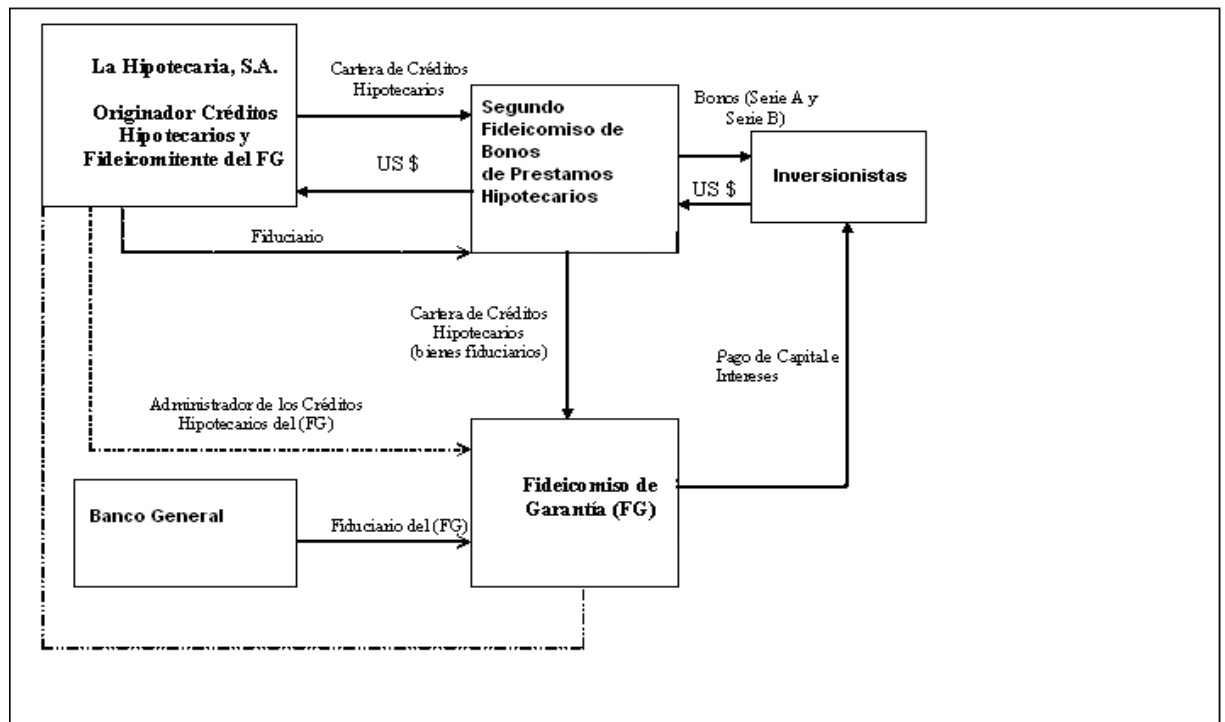 La Hipotecaria, S.A.
Originador Créditos
Hipotecarios y
Fideicomitente del FG
Cartera de Créditos
Hipotecarios
US $
Fiduciario
Segundo
Fideicomiso de
Bonos
de Prestamos
Hipotecarios
Bonos (Serie A y
Serie B)
US $
Inversionistas
Cartera de Créditos
Hipotecarios
(bienes fiduciarios)
Pago de Capital e
Intereses
Administrador de los Créditos
Hipotecarios del (FG)
Banco General
Fiduciario del (FG)
Fideicomiso de
Garantía (FG)